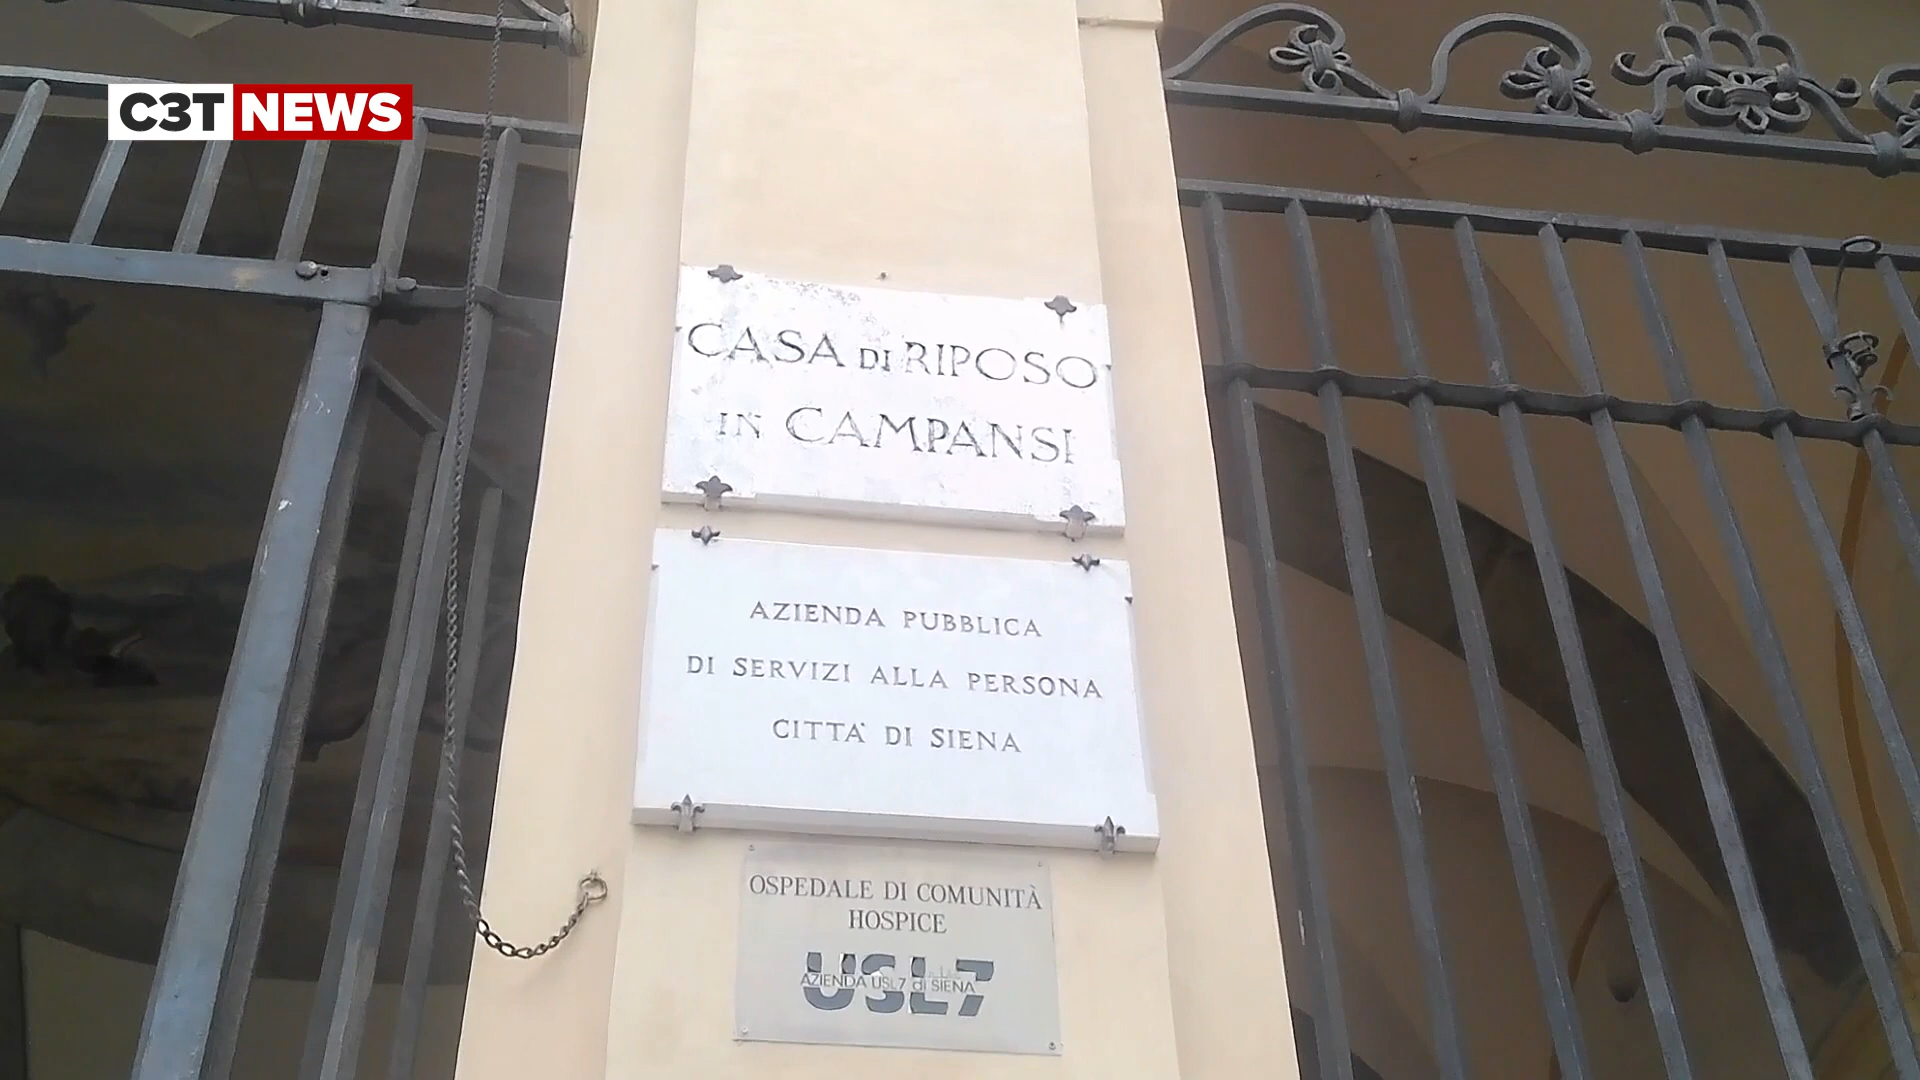 C3T NEWS
CASA DI RIPOSO
IN CAMPANSI
AZIENDA PUBBLICA
DI SERVIZI ALLA PERSONA
CITTA' DI SIENA
OSPEDALE DI COMUNITÀ
HOSPICE
USL7
AZIENDA USL7 di SIENA